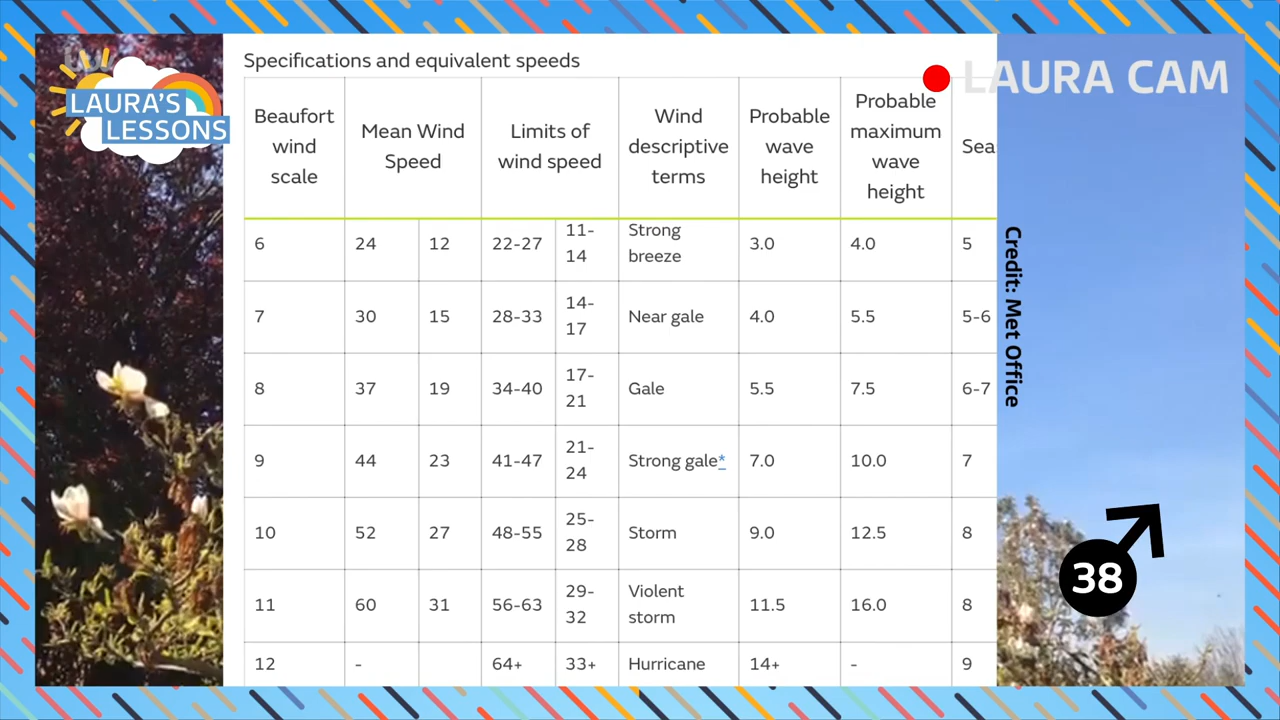 LAURA'S
LESSONS
LAURA CAM
Specifications and equivalent speeds
Beaufort wind scale Mean Wind Speed Limits of wind speed Wind descriptive terms Probable wave height Probable maximum wave height Sea
6 24 12 22-27 11-14 Strong breeze 3.0 4.0 5
7 30 15 28-33 14-17 Near gale 4.0 5.5 5-6
8 37 19 34-40 17-21 Gale 5.5 7.5 6-7
9 44 23 41-47 21-24 Strong gale* 7.0 10.0 7
10 52 27 48-55 25-28 Storm 9.0 12.5 8
11 60 31 56-63 29-32 Violent storm 11.5 16.0 8
12 - 64+ 33+ Hurricane 14+ - 9
Credit: Met Office
38